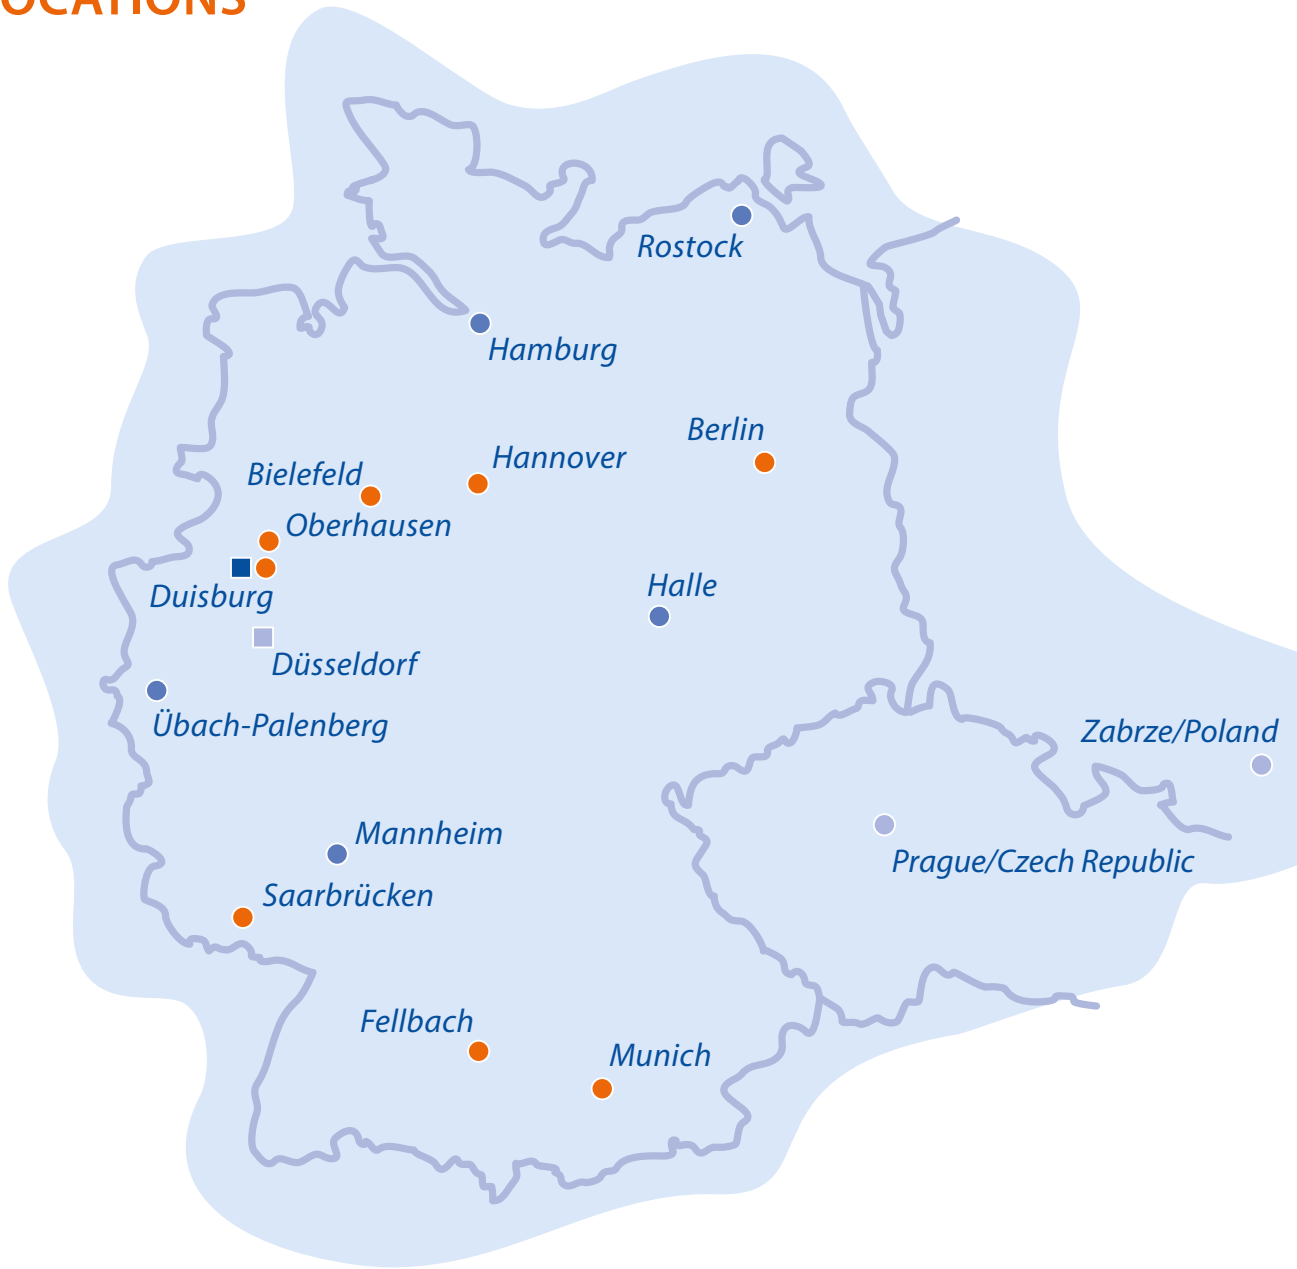 OCATIONS
Rostock
Hamburg
Berlin
Hannover
Bielefeld
Oberhausen
Halle
Duisburg
Düsseldorf
Übach-Palenberg
Zabrze/Poland
Mannheim
Prague/Czech Republic
Saarbrücken
Fellbach
Munich